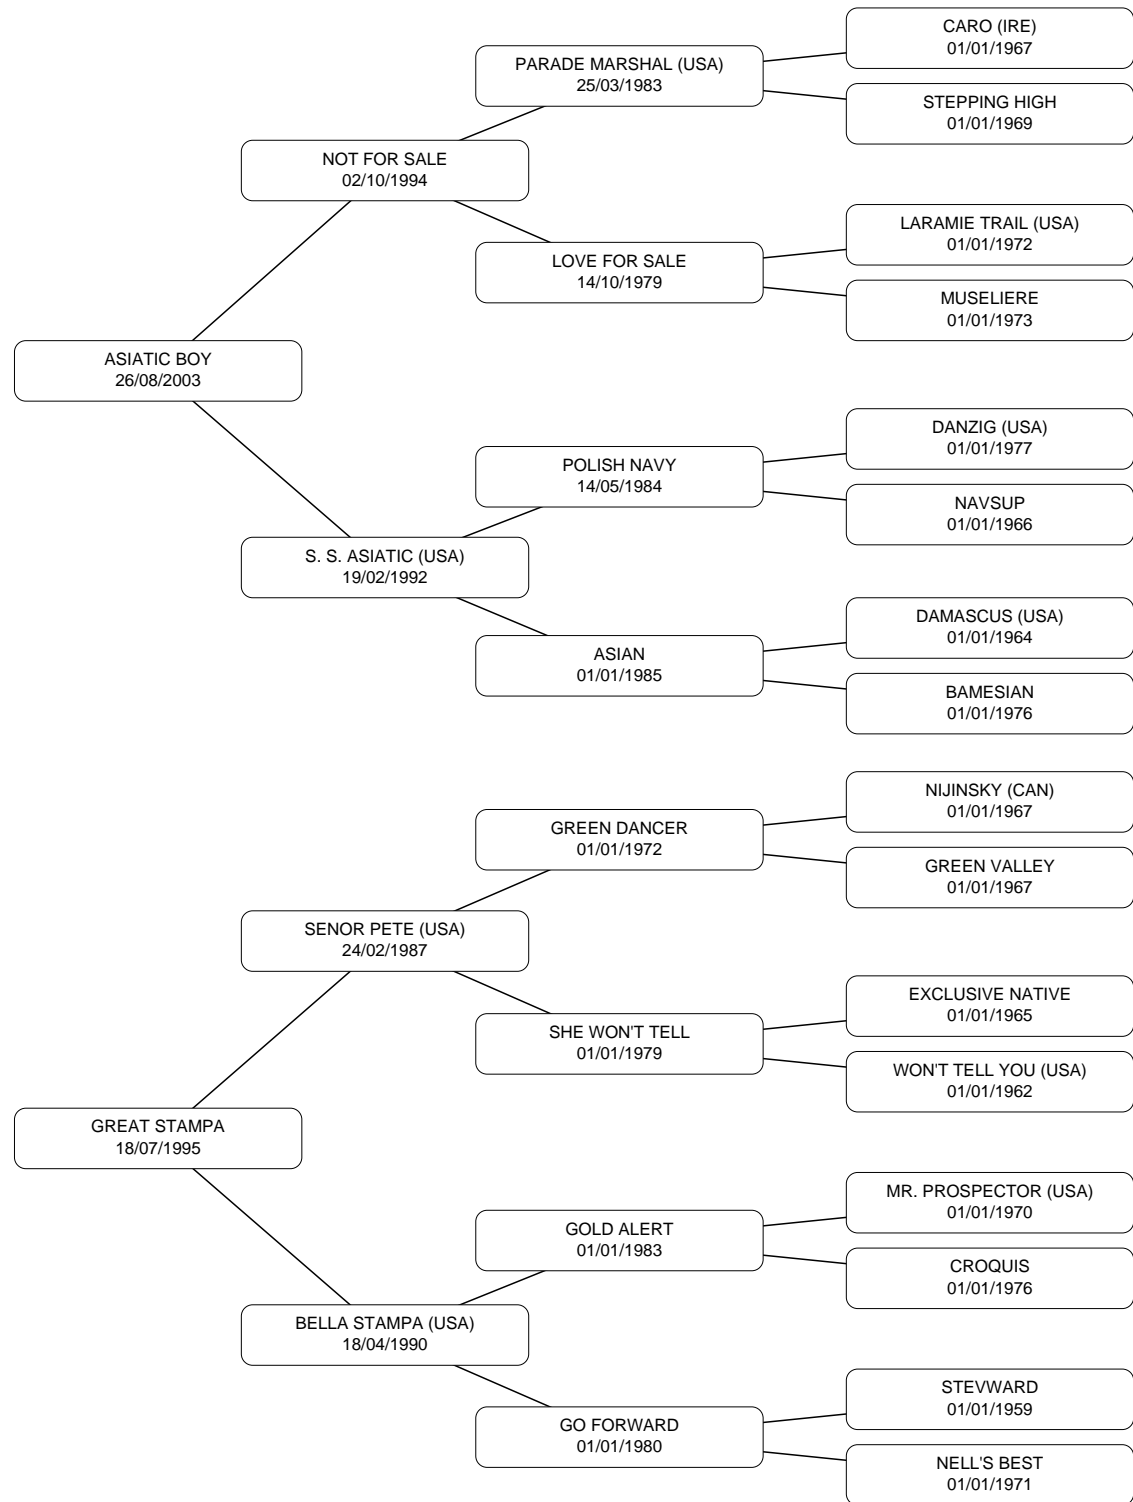 CARO (IRE)
01/01/1967
PARADE MARSHAL (USA)
25/03/1983
STEPPING HIGH
01/01/1969
NOT FOR SALE
02/10/1994
LARAMIE TRAIL (USA)
01/01/1972
LOVE FOR SALE
14/10/1979
MUSELIERE
01/01/1973
ASIATIC BOY
26/08/2003
DANZIG (USA)
01/01/1977
POLISH NAVY
14/05/1984
NAVSUP
01/01/1966
S. S. ASIATIC (USA)
19/02/1992
DAMASCUS (USA)
01/01/1964
ASIAN
01/01/1985
BAMESIAN
01/01/1976
NIJINSKY (CAN)
01/01/1967
GREEN DANCER
01/01/1972
GREEN VALLEY
01/01/1967
SENOR PETE (USA)
24/02/1987
EXCLUSIVE NATIVE
01/01/1965
SHE WON'T TELL
01/01/1979
WON'T TELL YOU (USA)
01/01/1962
GREAT STAMPA
18/07/1995
MR. PROSPECTOR (USA)
01/01/1970
GOLD ALERT
01/01/1983
CROQUIS
01/01/1976
BELLA STAMPA (USA)
18/04/1990
STEVWARD
01/01/1959
GO FORWARD
01/01/1980
NELL'S BEST
01/01/1971